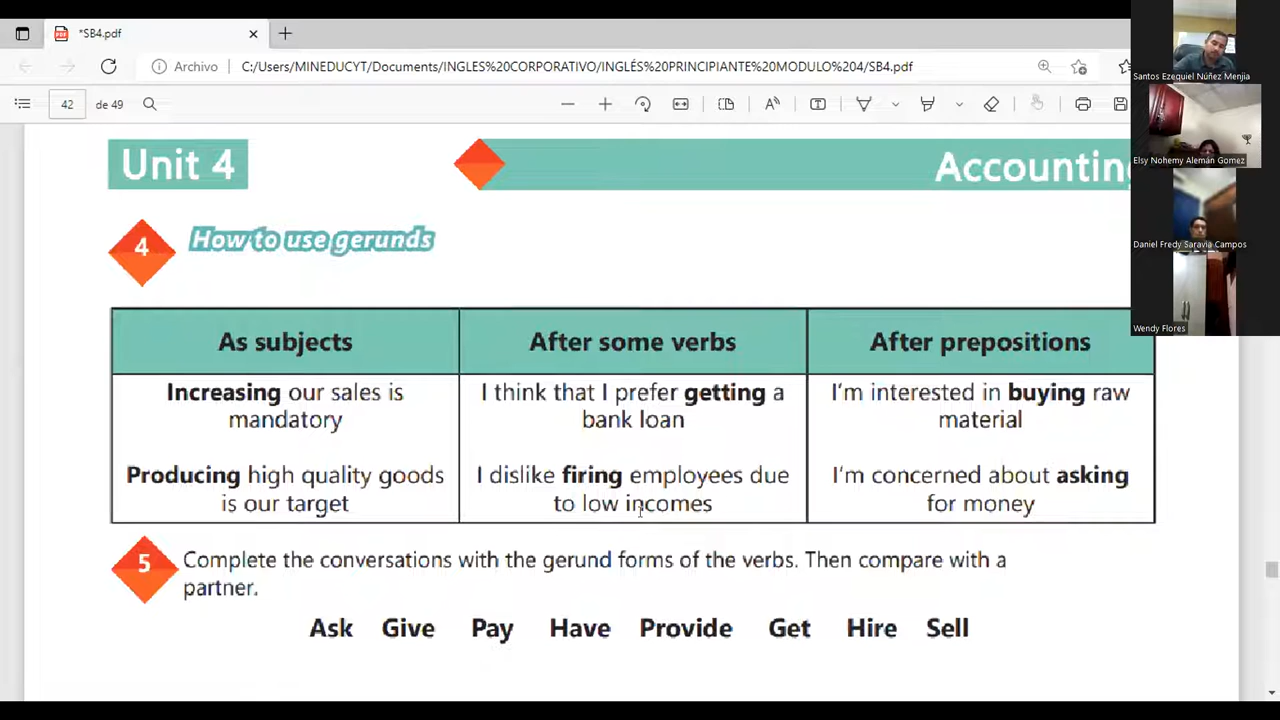 *SB4.pdf
Archivo
C:/Users/MINEDUCYT/Documents/INGLES%20CORPORATIVO/INGLÉS%20PRINCIPIANTE%20MODULO%204/SB4.pdf
42
de 49
Unit 4
Accounting
4
How to use gerunds
As subjects
After some verbs
After prepositions
Increasing our sales is
mandatory
I think that I prefer getting a
bank loan
I'm interested in buying raw
material
Producing high quality goods
is our target
I dislike firing employees due
to low incomes
I'm concerned about asking
for money
5
Complete the conversations with the gerund forms of the verbs. Then compare with a
partner.
Ask Give Pay Have Provide Get Hire Sell
Santos Ezequiel Núñez Menjia
Elsy Nohemy Alemán Gomez
Daniel Fredy Saravia Campos
Wendy Flores